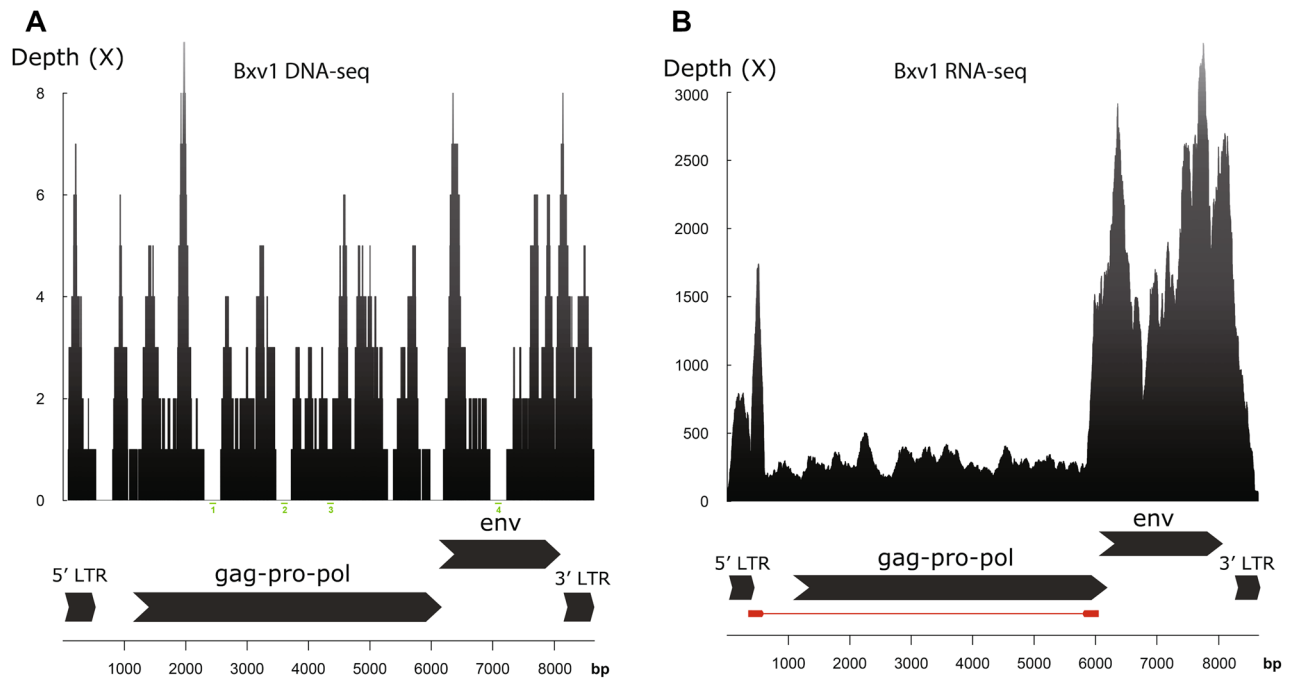 A
Depth (X)
Bxv1 DNA-seq
8
6
4
2
0
1
2
3
4
env
5′ LTR
gag-pro-pol
3′ LTR
1000 2000 3000 4000 5000 6000 7000 8000 bp
B
Depth (X)
Bxv1 RNA-seq
3000
2500
2000
1500
1000
500
0
env
5′ LTR
gag-pro-pol
3′ LTR
1000 2000 3000 4000 5000 6000 7000 8000 bp